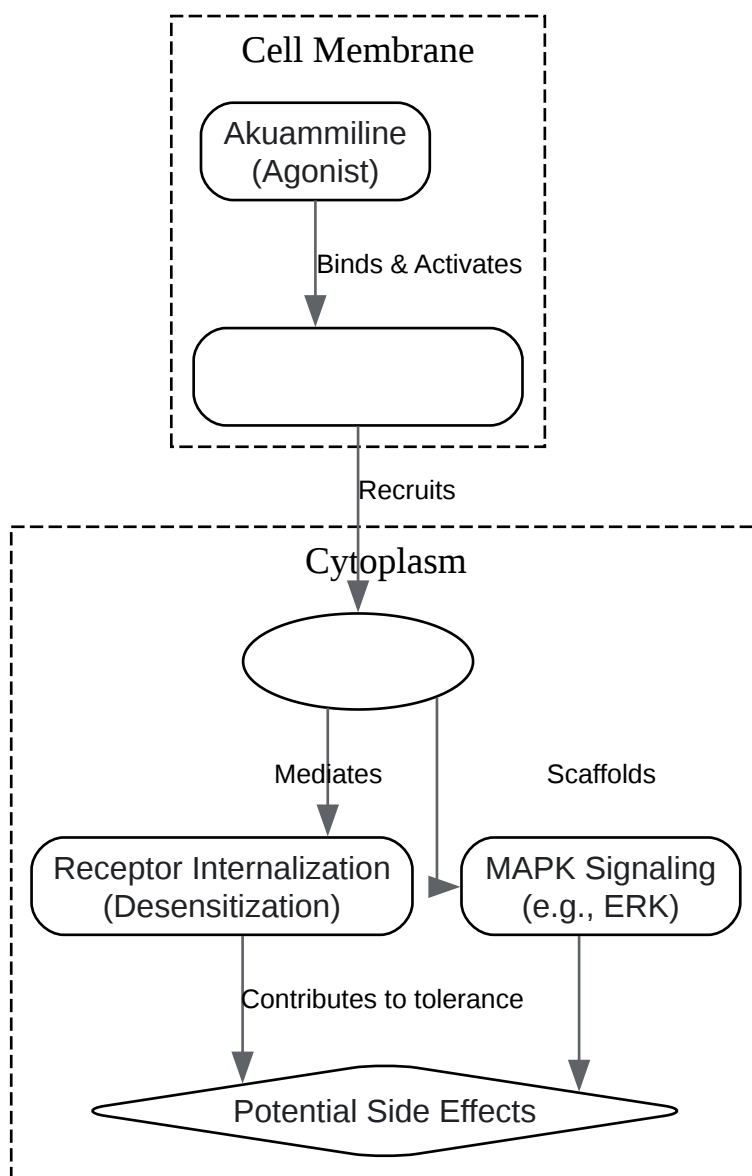 Cell Membrane
Akuammiline
(Agonist)
Binds & Activates
Recruits
Cytoplasm
Mediates
Scaffolds
Receptor Internalization
(Desensitization)
MAPK Signaling
(e.g., ERK)
Contributes to tolerance
Potential Side Effects